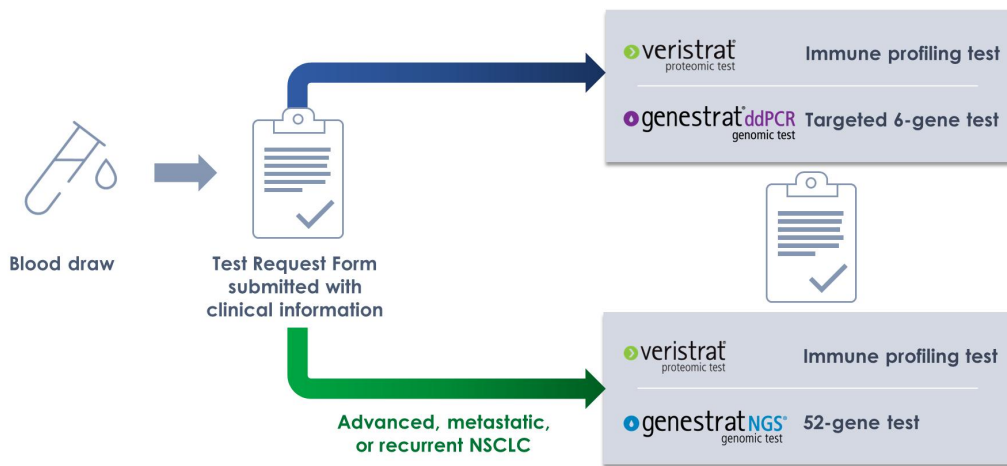 veristrat®
proteomic test
Immune profiling test
genestrat® ddPCR
genomic test
Targeted 6-gene test
Blood draw
Test Request Form
submitted with
clinical information
Advanced, metastatic,
or recurrent NSCLC
veristrat®
proteomic test
Immune profiling test
genestrat NGS®
genomic test
52-gene test